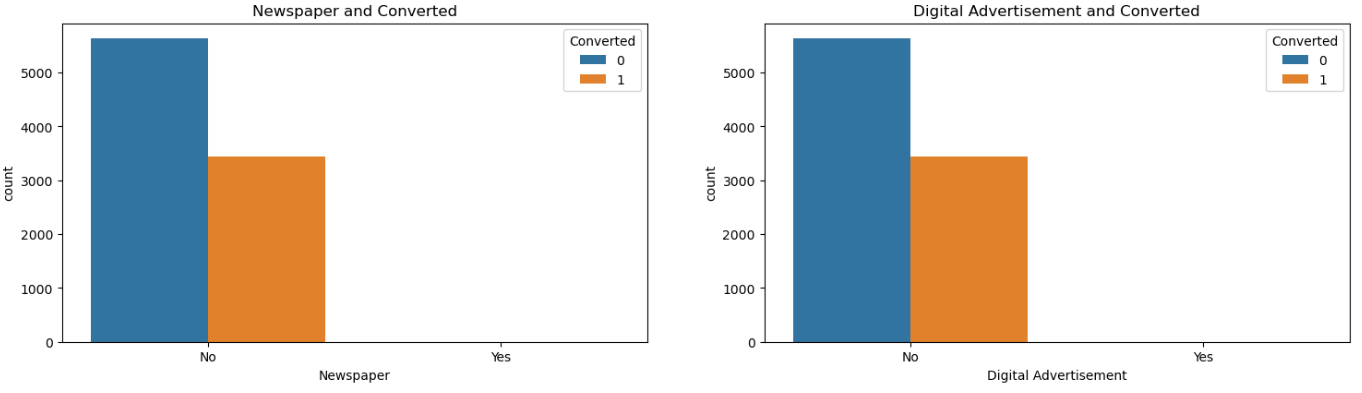 Newspaper and Converted
Converted
0
1
5000
4000
3000
2000
1000
0
count
No
Yes
Newspaper
Digital Advertisement and Converted
Converted
0
1
5000
4000
3000
2000
1000
0
count
No
Yes
Digital Advertisement